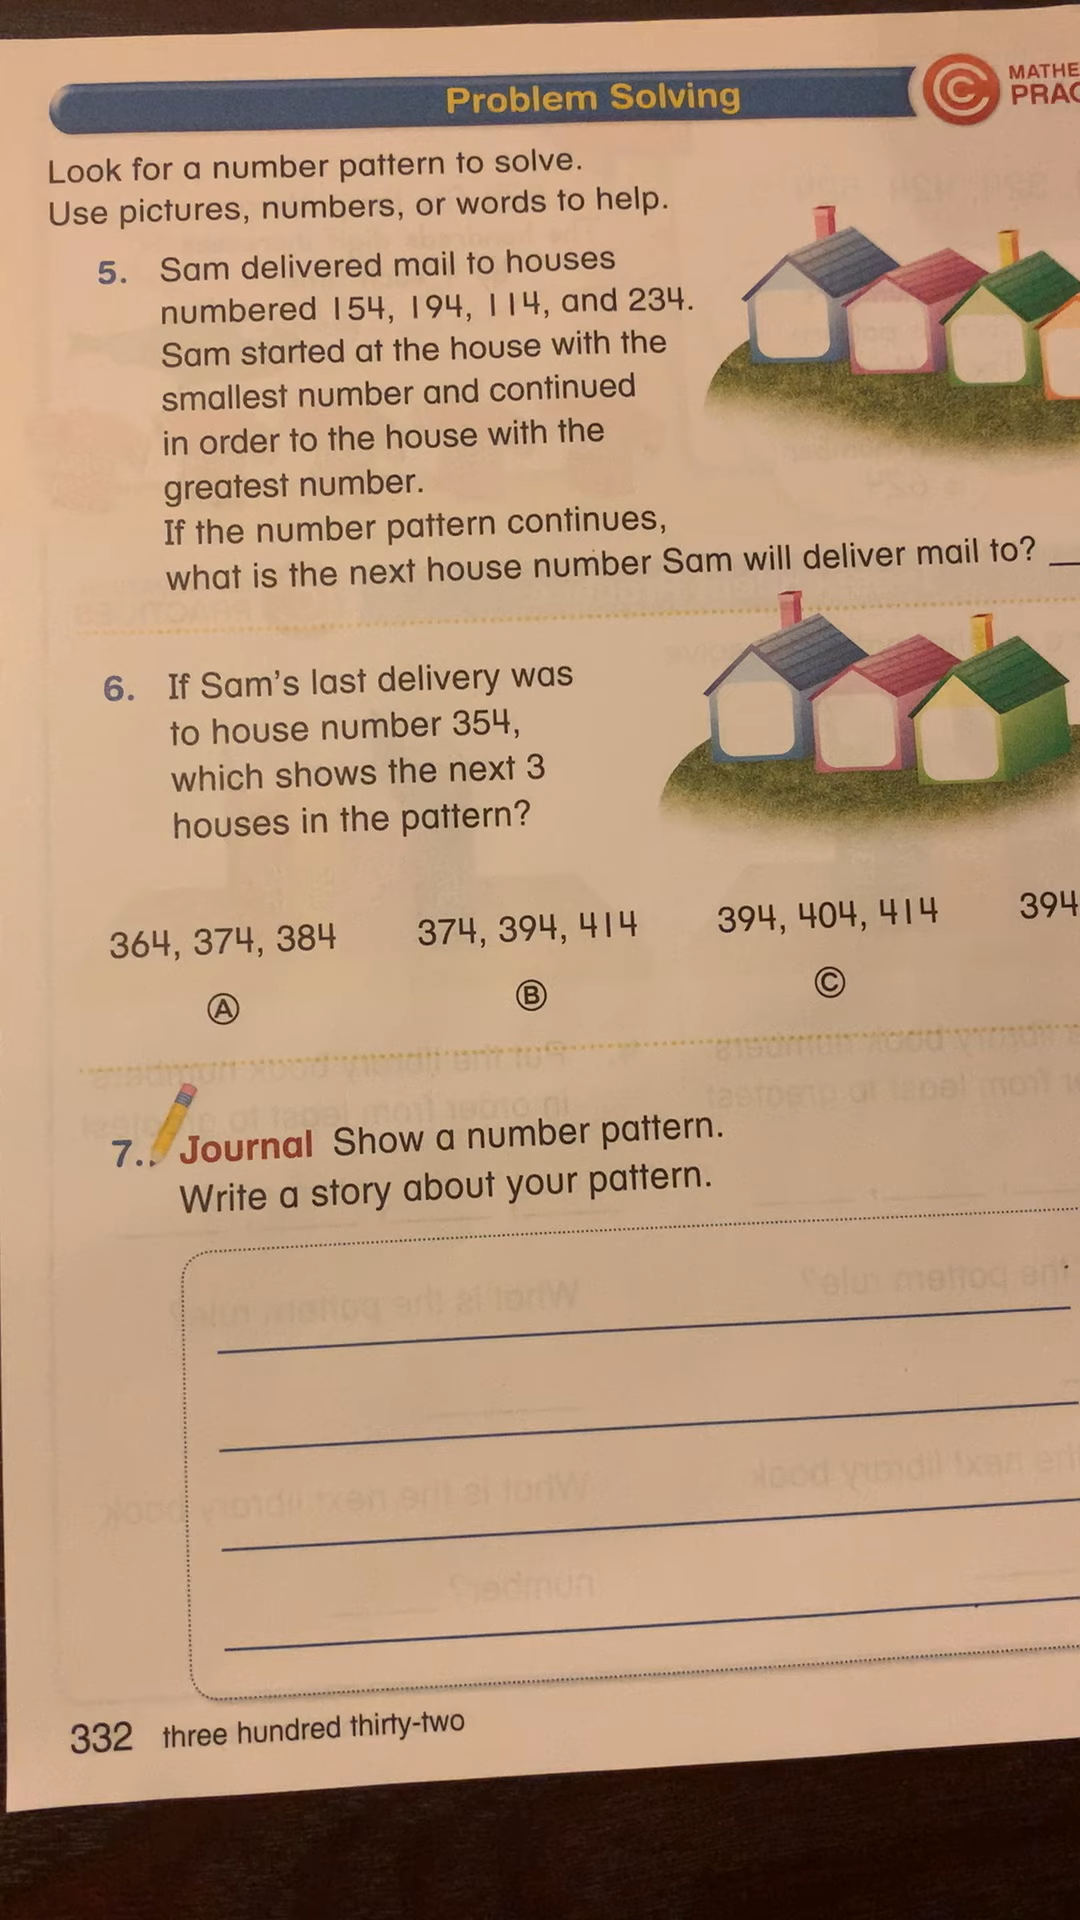 Problem Solving
MATHE
PRAC
Look for a number pattern to solve.
Use pictures, numbers, or words to help.
5. Sam delivered mail to houses
numbered 154, 194, 114, and 234.
Sam started at the house with the
smallest number and continued
in order to the house with the
greatest number.
If the number pattern continues,
what is the next house number Sam will deliver mail to?
6. If Sam's last delivery was
to house number 354,
which shows the next 3
houses in the pattern?
364, 374, 384 374, 394, 414 394, 404, 414 394
A B C
7. Journal Show a number pattern.
Write a story about your pattern.
332 three hundred thirty-two